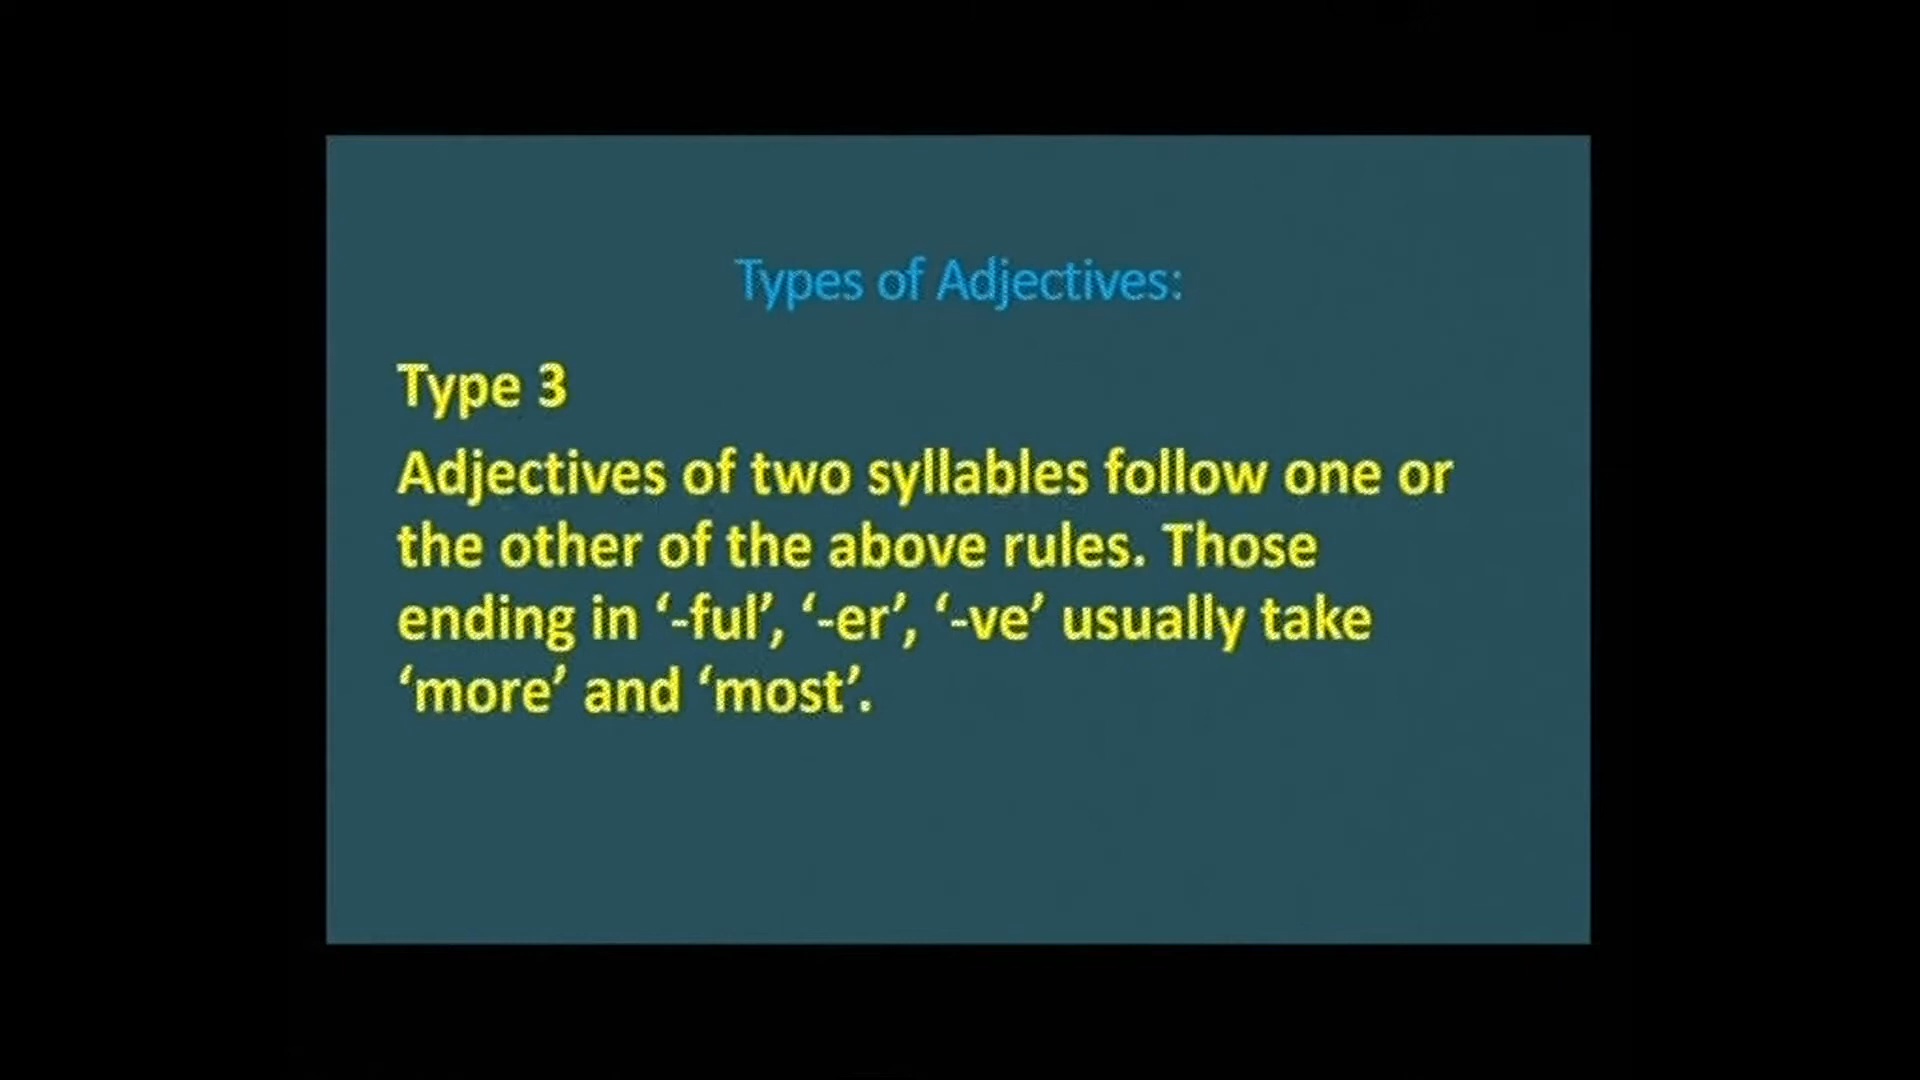 Types of Adjectives:
Type 3
Adjectives of two syllables follow one or
the other of the above rules. Those
ending in ‘-ful’, ‘-er’, ‘-ve’ usually take
‘more’ and ‘most’.